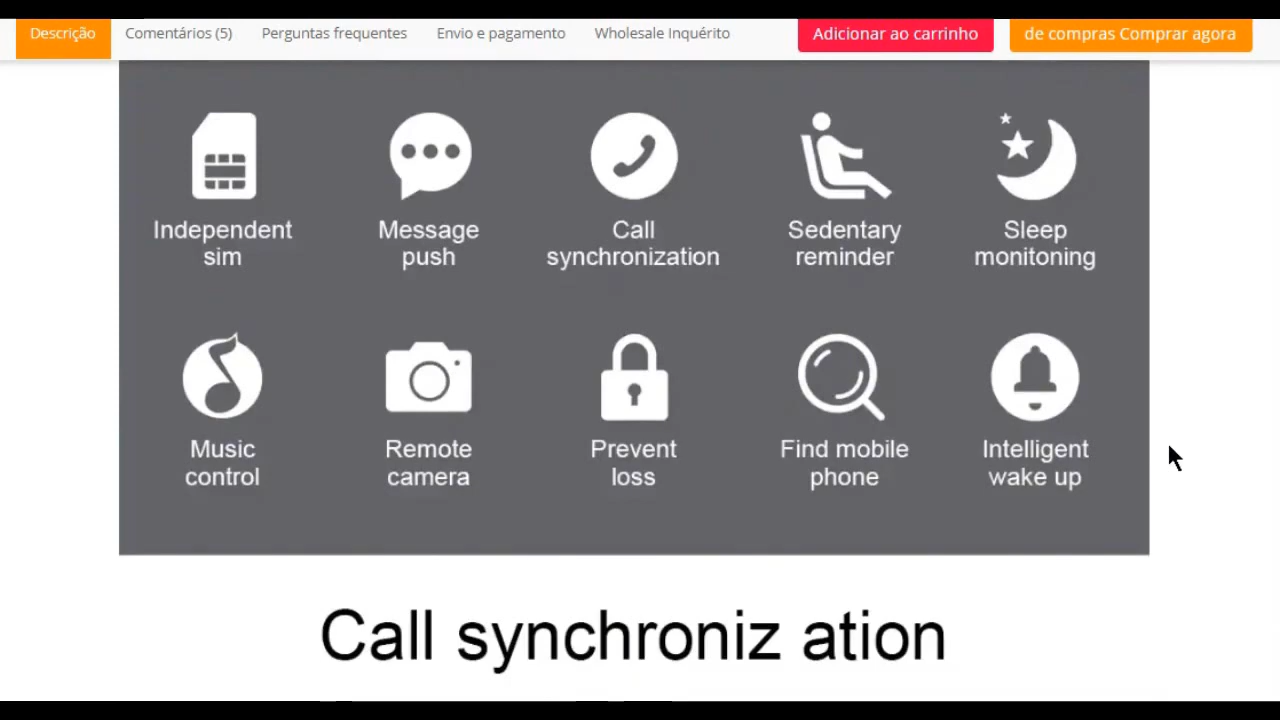 Descrição Comentários (5) Perguntas frequentes Envio e pagamento Wholesale Inquérito Adicionar ao carrinho de compras Comprar agora
Independent sim
Message push
Call synchronization
Sedentary reminder
Sleep monitoning
Music control
Remote camera
Prevent loss
Find mobile phone
Intelligent wake up
Call synchroniz ation